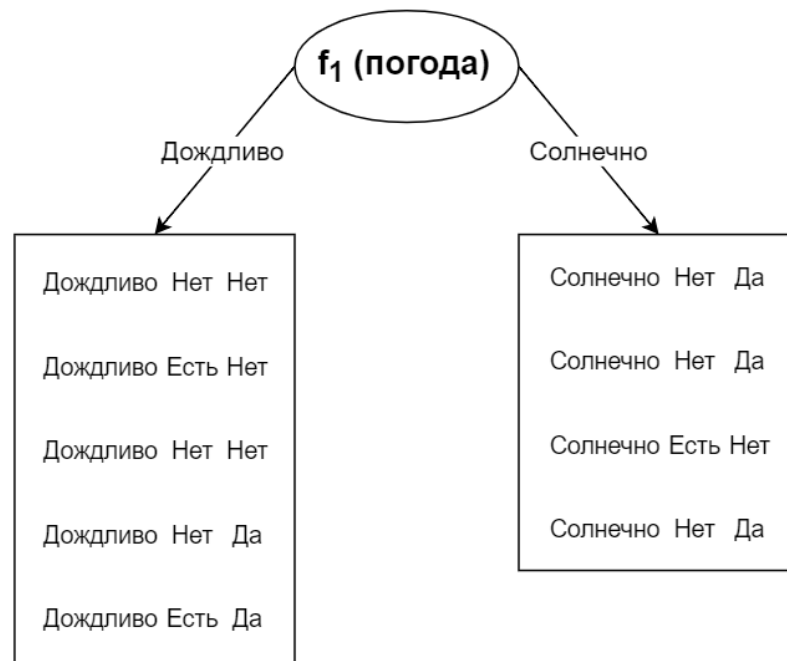 f₁ (погода)
Дождливо
Солнечно
Дождливо Нет Нет
Дождливо Есть Нет
Дождливо Нет Нет
Дождливо Нет Да
Дождливо Есть Да
Солнечно Нет Да
Солнечно Нет Да
Солнечно Есть Нет
Солнечно Нет Да